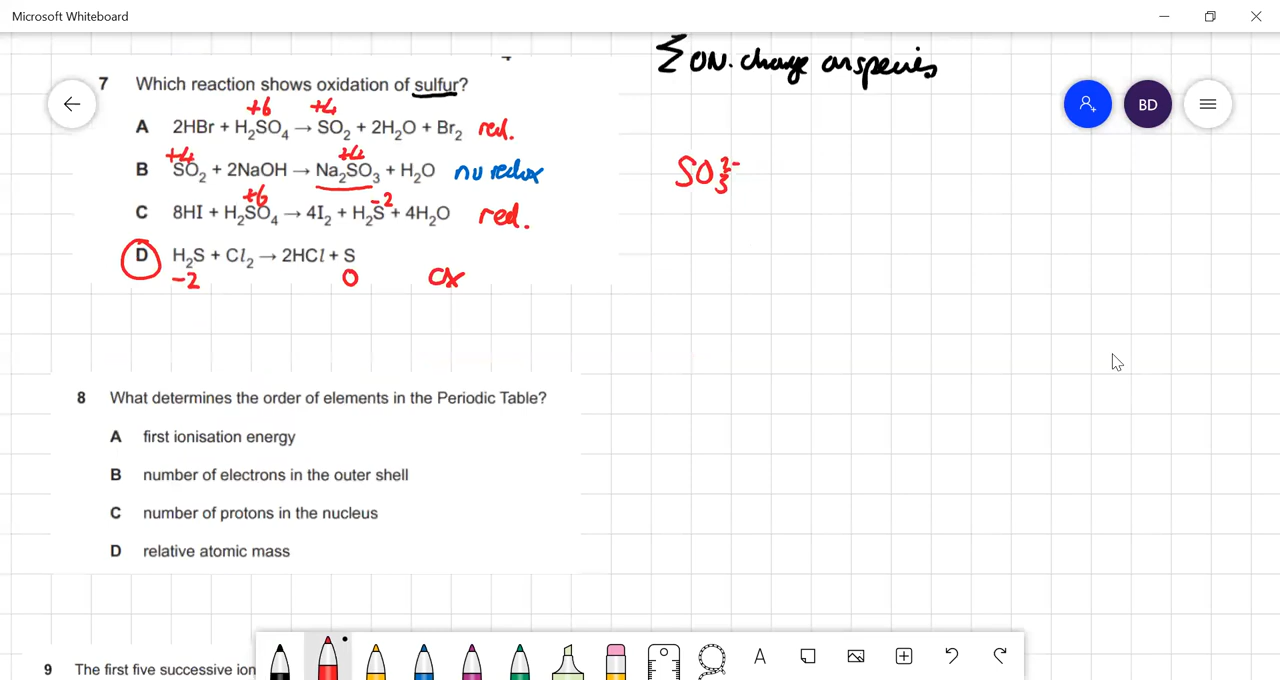 Microsoft Whiteboard
Σ ON. charge on species
7 Which reaction shows oxidation of sulfur?
+6 +4
A 2HBr + H₂SO₄ → SO₂ + 2H₂O + Br₂ red.
+4 +4
B SO₂ + 2NaOH → Na₂SO₃ + H₂O no redox
SO₃²⁻
+6 -2
C 8HI + H₂SO₄ → 4I₂ + H₂S + 4H₂O red.
D H₂S + Cl₂ → 2HCl + S
-2 0 ox
BD
8 What determines the order of elements in the Periodic Table?
A first ionisation energy
B number of electrons in the outer shell
C number of protons in the nucleus
D relative atomic mass
9 The first five successive ion
A